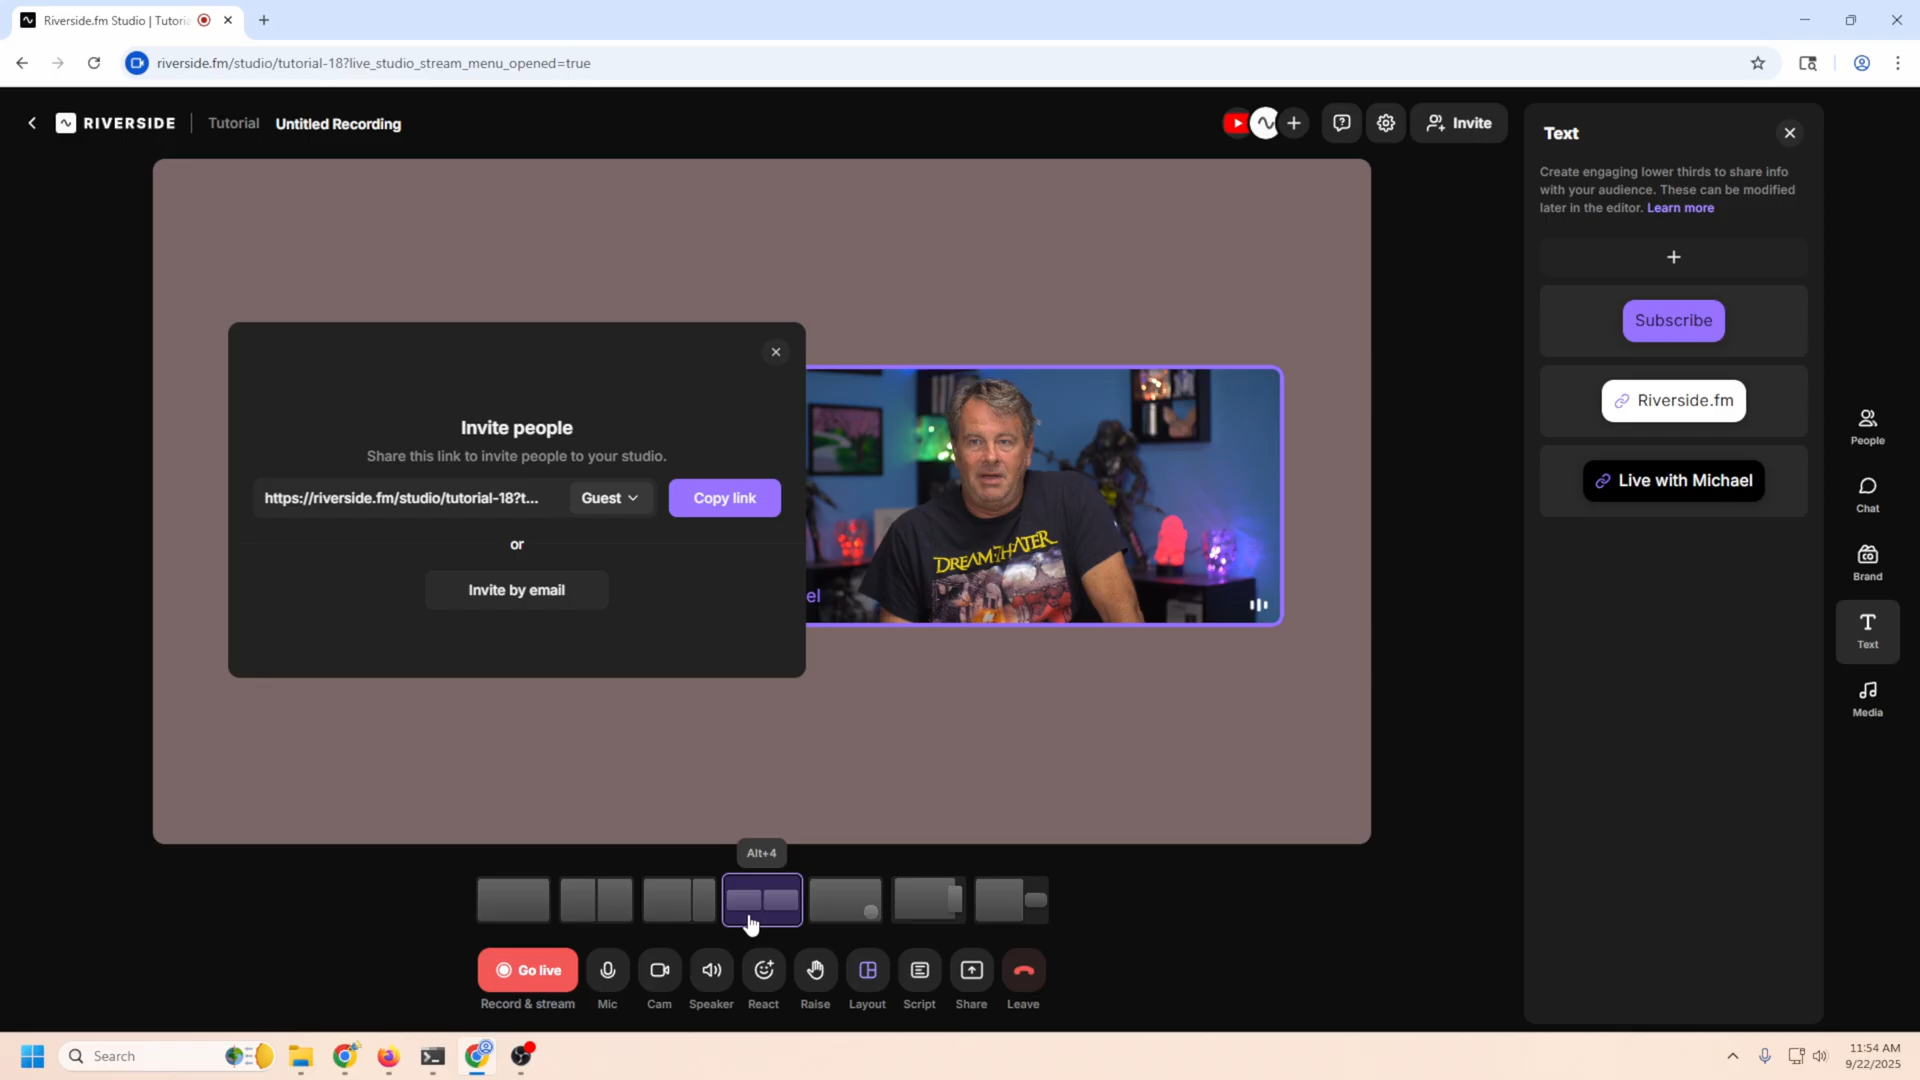 Riverside.fm Studio | Tutoria
riverside.fm/studio/tutorial-18?live_studio_stream_menu_opened=true
RIVERSIDE
Tutorial
Untitled Recording
Invite
Text
Create engaging lower thirds to share info
with your audience. These can be modified
later in the editor. Learn more
Subscribe
Riverside.fm
Live with Michael
Invite people
Share this link to invite people to your studio.
https://riverside.fm/studio/tutorial-18?t...
Guest
Copy link
or
Invite by email
DREAM THEATER
el
People
Chat
Brand
Text
Media
Alt+4
Go live
Record & stream
Mic
Cam
Speaker
React
Raise
Layout
Script
Share
Leave
Search
11:54 AM
9/22/2025